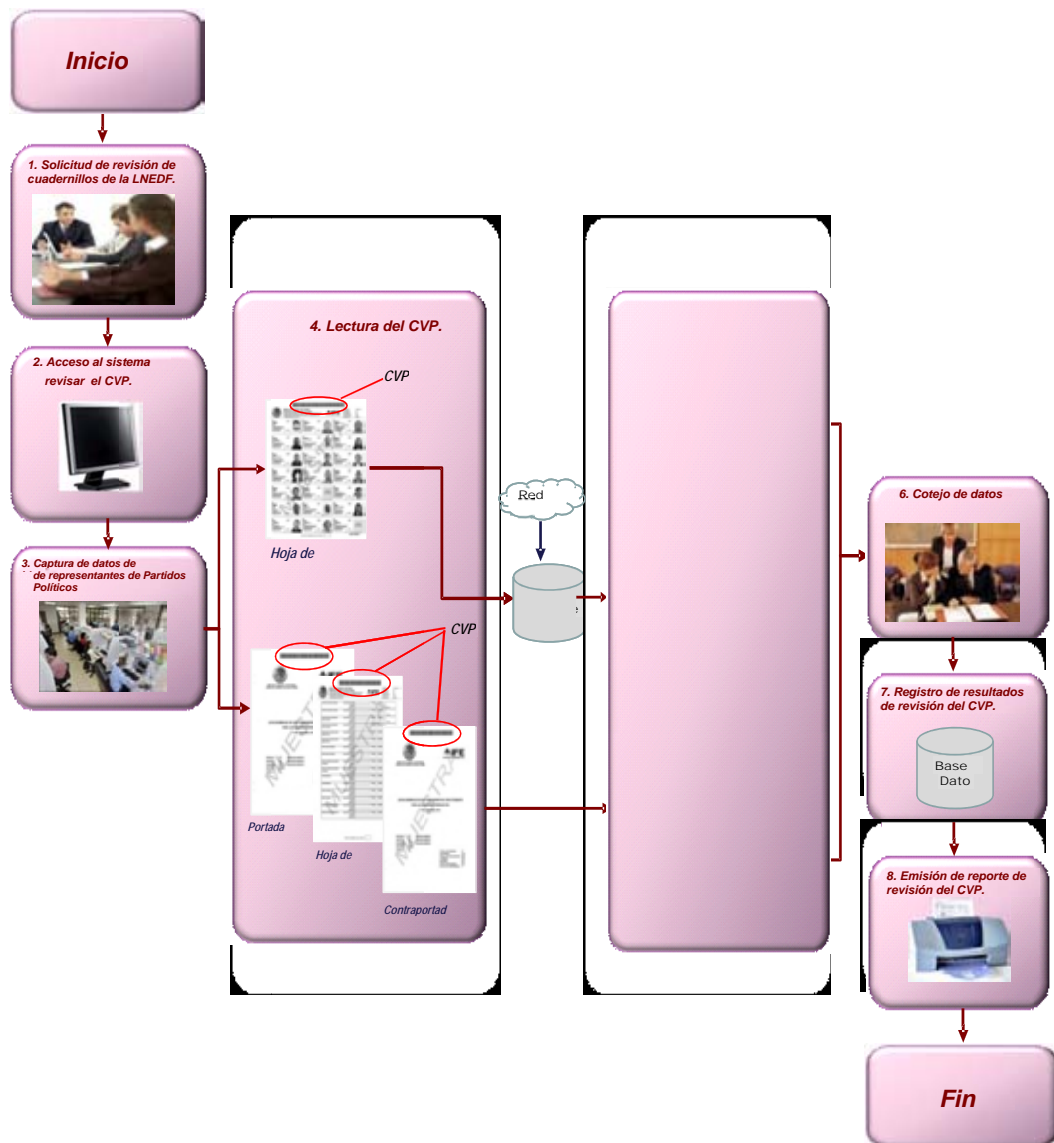 Inicio
1. Solicitud de revisión de
cuadernillos de la LNEDF.
2. Acceso al sistema
revisar el CVP.
3. Captura de datos de
de representantes de Partidos
Políticos
4. Lectura del CVP.
CVP
Hoja de
CVP
MUESTRA
MUESTRA
MUESTRA
Portada
Hoja de
Contraportad
Red
6. Cotejo de datos
7. Registro de resultados
de revisión del CVP.
Base
Dato
8. Emisión de reporte de
revisión del CVP.
Fin